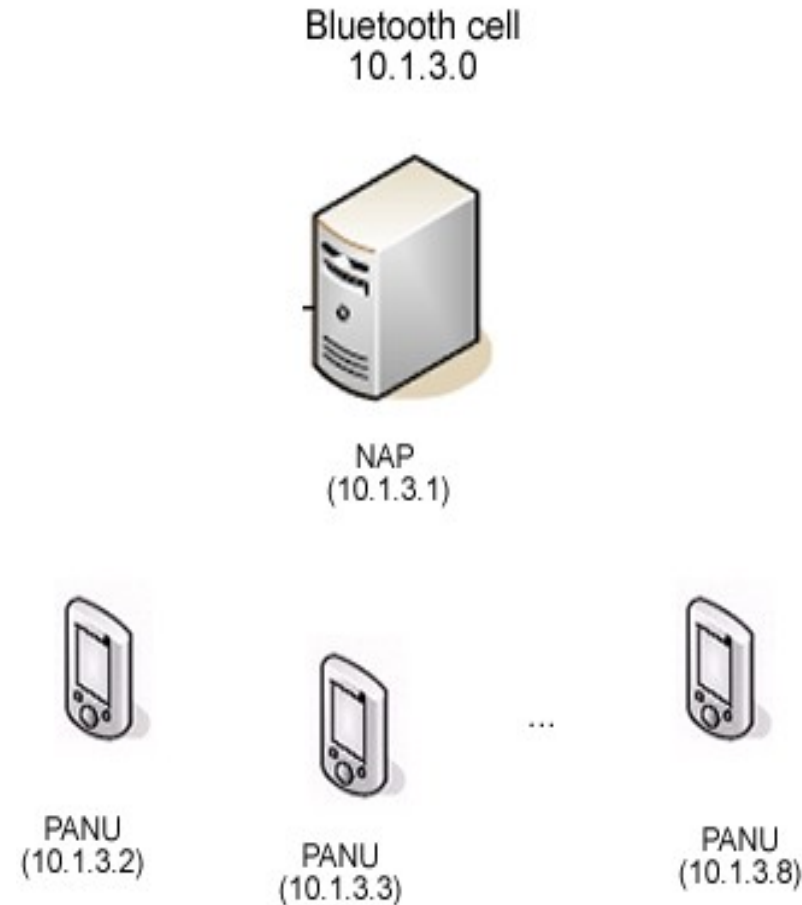 Bluetooth cell
10.1.3.0
NAP
(10.1.3.1)
PANU
(10.1.3.2)
PANU
(10.1.3.3)
...
PANU
(10.1.3.8)